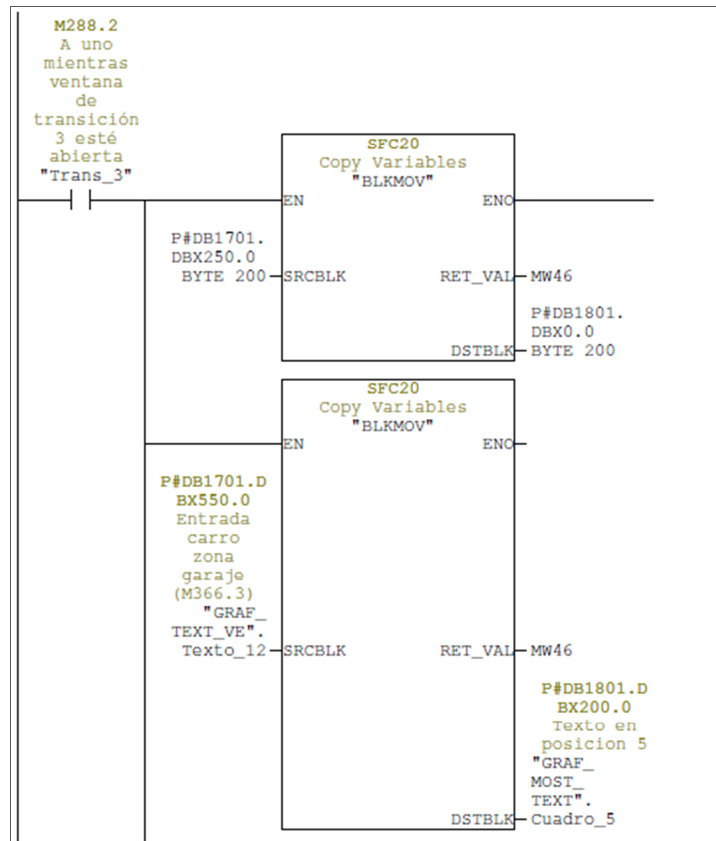 M288.2
A uno
mientras
ventana
de
transición
3 esté
abierta
"Trans_3"
SFC20
Copy Variables
"BLKMOV"
EN
ENO
P#DB1701.
DBX250.0
BYTE 200
SRCBLK
RET_VAL
MW46
P#DB1801.
DBX0.0
DSTBLK
BYTE 200
SFC20
Copy Variables
"BLKMOV"
EN
ENO
P#DB1701.D
BX550.0
Entrada
carro
zona
garaje
(M366.3)
"GRAF_
TEXT_VE".
Texto_12
SRCBLK
RET_VAL
MW46
P#DB1801.D
BX200.0
Texto en
posicion 5
"GRAF_
MOST_
TEXT".
DSTBLK
Cuadro_5